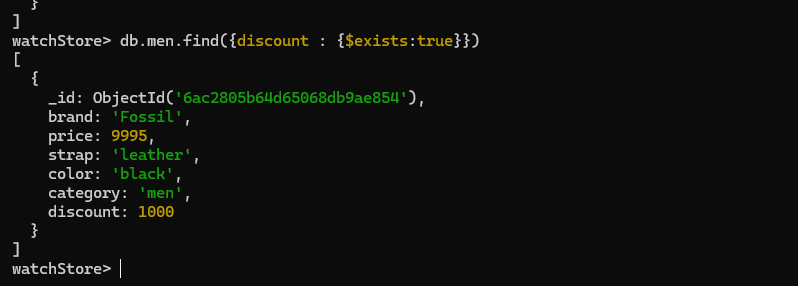 }
]
watchStore> db.men.find({discount : {$exists:true}})
[
{
_id: ObjectId('6ac2805b64d65068db9ae854'),
brand: 'Fossil',
price: 9995,
strap: 'leather',
color: 'black',
category: 'men',
discount: 1000
}
]
watchStore>